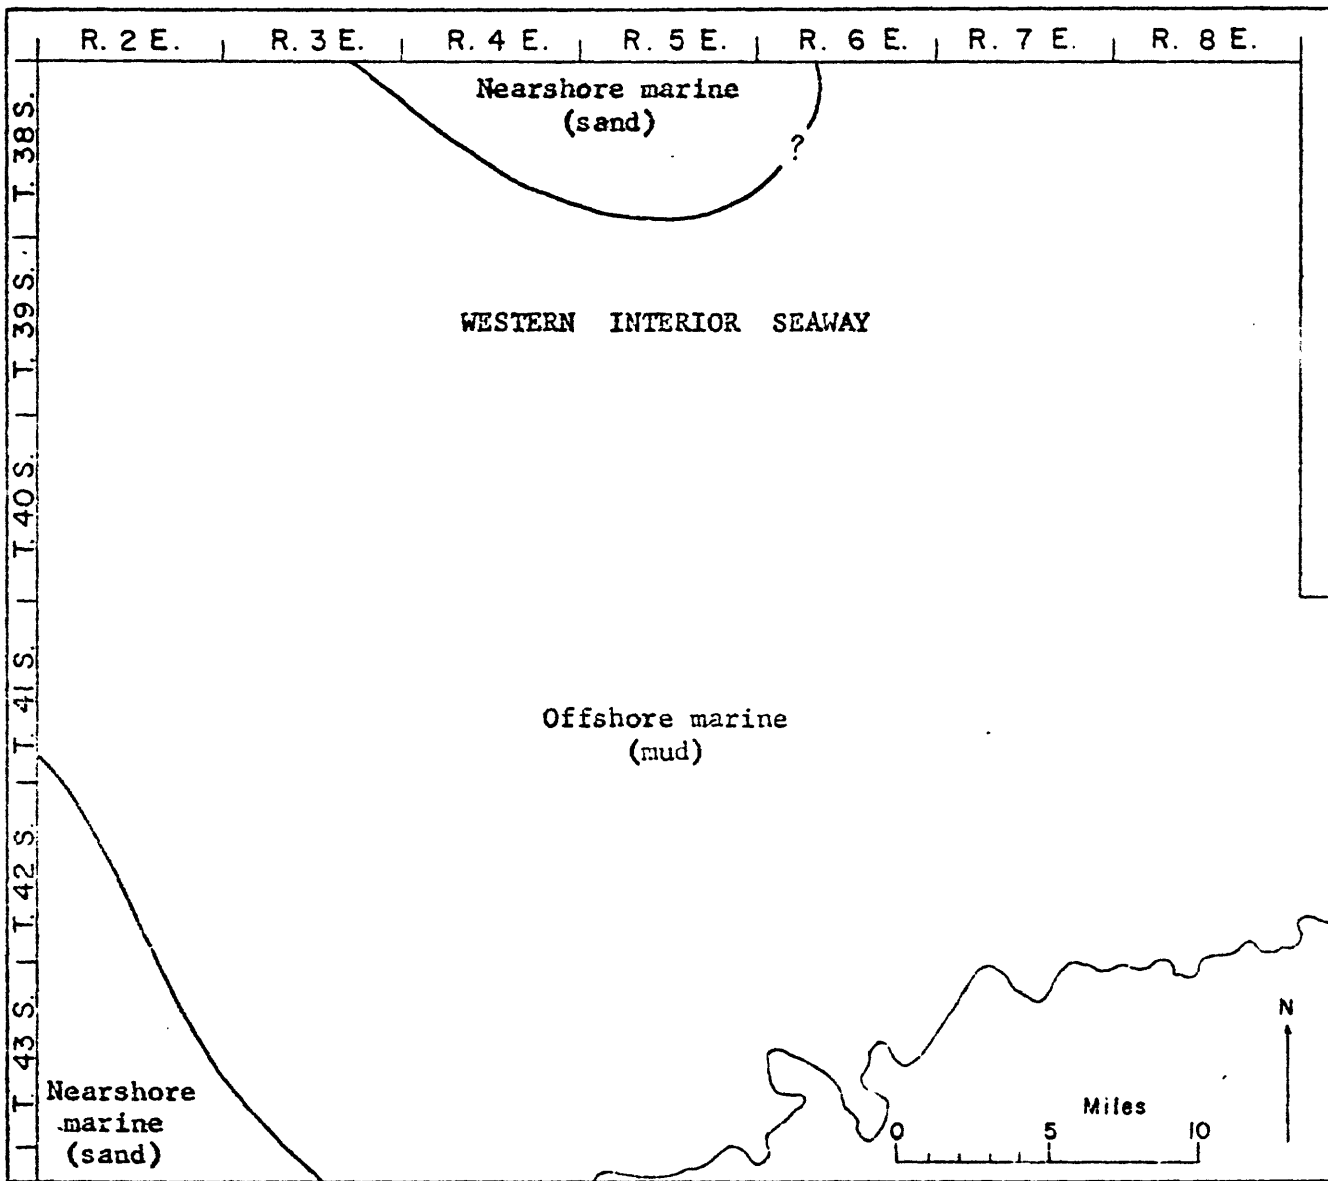 R. 2 E. R. 3 E. R. 4 E. R. 5 E. R. 6 E. R. 7 E. R. 8 E.
T. 38 S.
T. 39 S.
T. 40 S.
T. 41 S.
T. 42 S.
T. 43 S.
Nearshore marine
(sand)
?
WESTERN INTERIOR SEAWAY
Offshore marine
(mud)
Nearshore
marine
(sand)
N
Miles
0 5 10